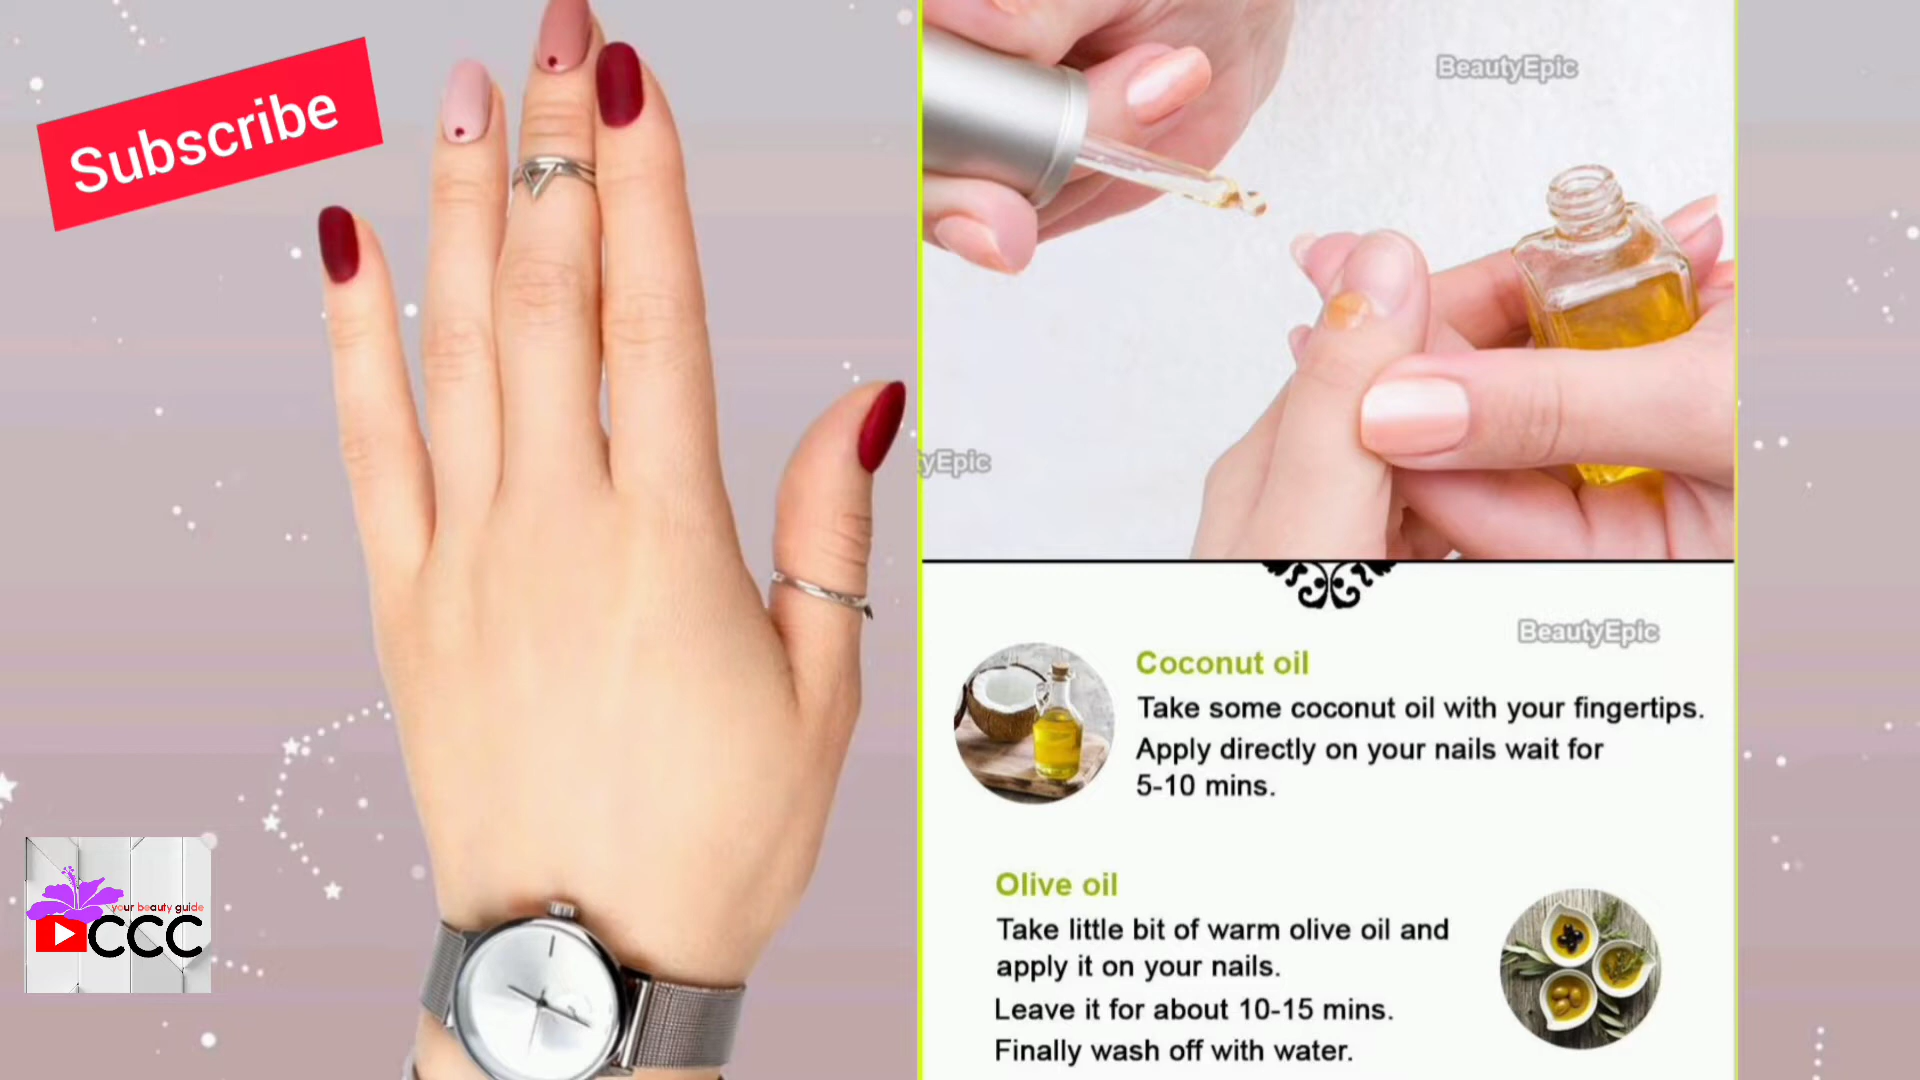 Subscribe
BeautyEpic
tyEpic
BeautyEpic
Coconut oil
Take some coconut oil with your fingertips.
Apply directly on your nails wait for
5-10 mins.
Olive oil
Take little bit of warm olive oil and
apply it on your nails.
Leave it for about 10-15 mins.
Finally wash off with water.
your beauty guide
CCC